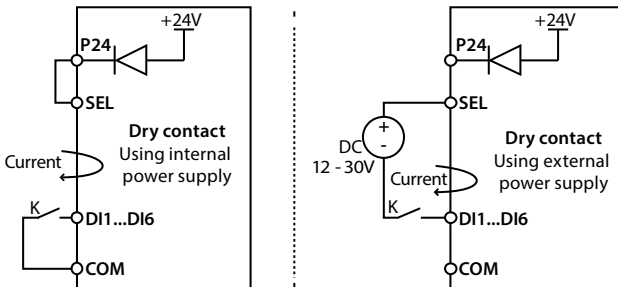 +24V
P24
SEL
Dry contact
Using internal
power supply
Current
K
DI1...DI6
COM
+24V
P24
SEL
+
-
DC
12 - 30V
Dry contact
Using external
power supply
Current
K
DI1...DI6
COM